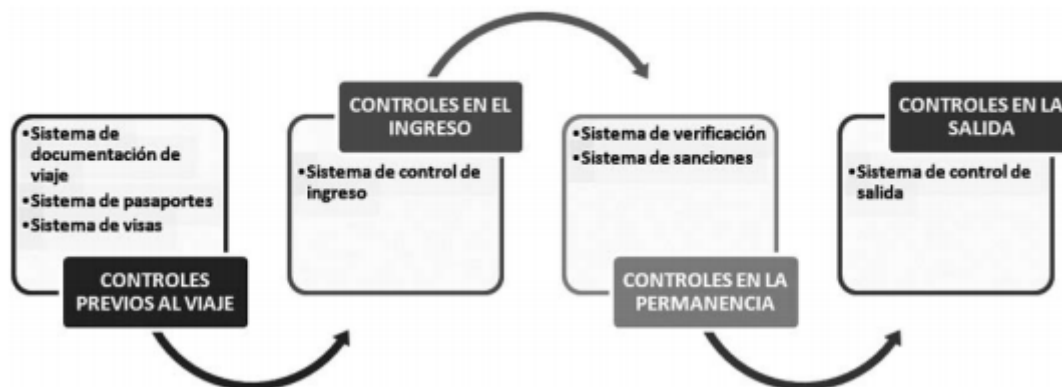 •Sistema de
documentación de
viaje
•Sistema de pasaportes
•Sistema de visas
CONTROLES
PREVIOS AL VIAJE
CONTROLES EN EL
INGRESO
•Sistema de control de
ingreso
•Sistema de verificación
•Sistema de sanciones
CONTROLES EN LA
PERMANENCIA
CONTROLES EN LA
SALIDA
•Sistema de control de
salida